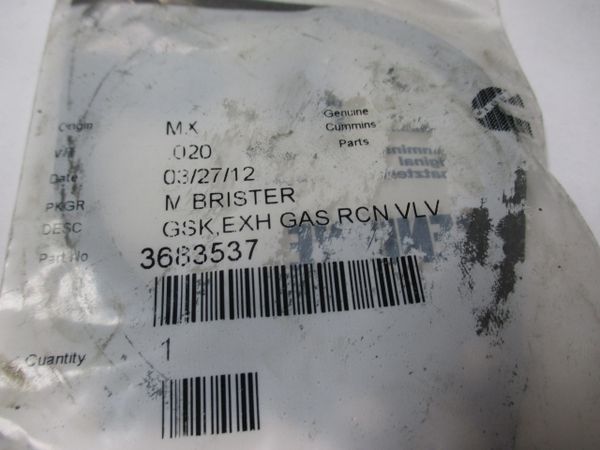 Origin MX Genuine
.020 Cummins
Date 03/27/12 Parts
PKGR M BRISTER
DESC GSK,EXH GAS RCN VLV
Part No 3683537
Quantity 1